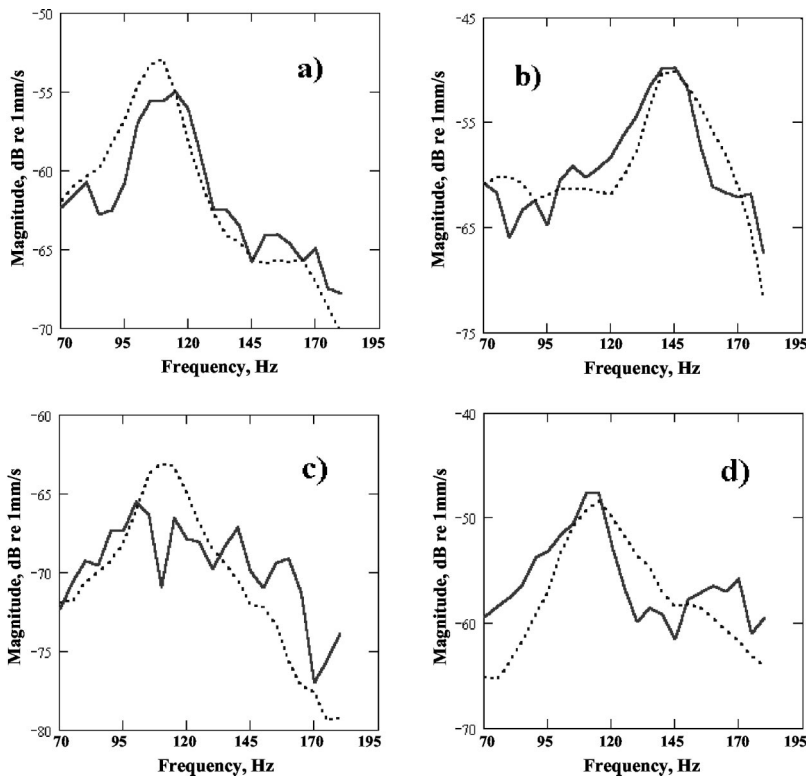 −50
−55
−60
−65
−70
Magnitude, dB re 1mm/s
a)
70 95 120 145 170 195
Frequency, Hz
−45
−55
−65
−75
Magnitude, dB re 1mm/s
b)
70 95 120 145 170 195
Frequency, Hz
−60
−65
−70
−75
−80
Magnitude, dB re 1mm/s
c)
70 95 120 145 170 195
Frequency, Hz
−40
−50
−60
−70
Magnitude, dB re 1mm/s
d)
70 95 120 145 170 195
Frequency, Hz